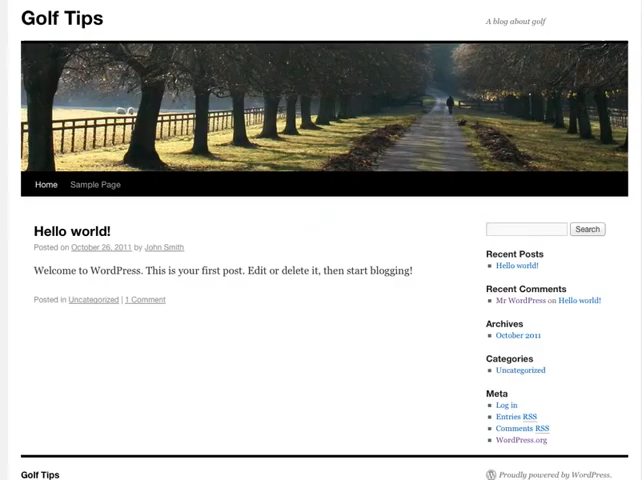 Golf Tips
A blog about golf
Home Sample Page
Hello world!
Posted on October 26, 2011 by John Smith
Welcome to WordPress. This is your first post. Edit or delete it, then start blogging!
Posted in Uncategorized | 1 Comment
Search
Recent Posts
Hello world!
Recent Comments
Mr WordPress on Hello world!
Archives
October 2011
Categories
Uncategorized
Meta
Log in
Entries RSS
Comments RSS
WordPress.org
Golf Tips
Proudly powered by WordPress.